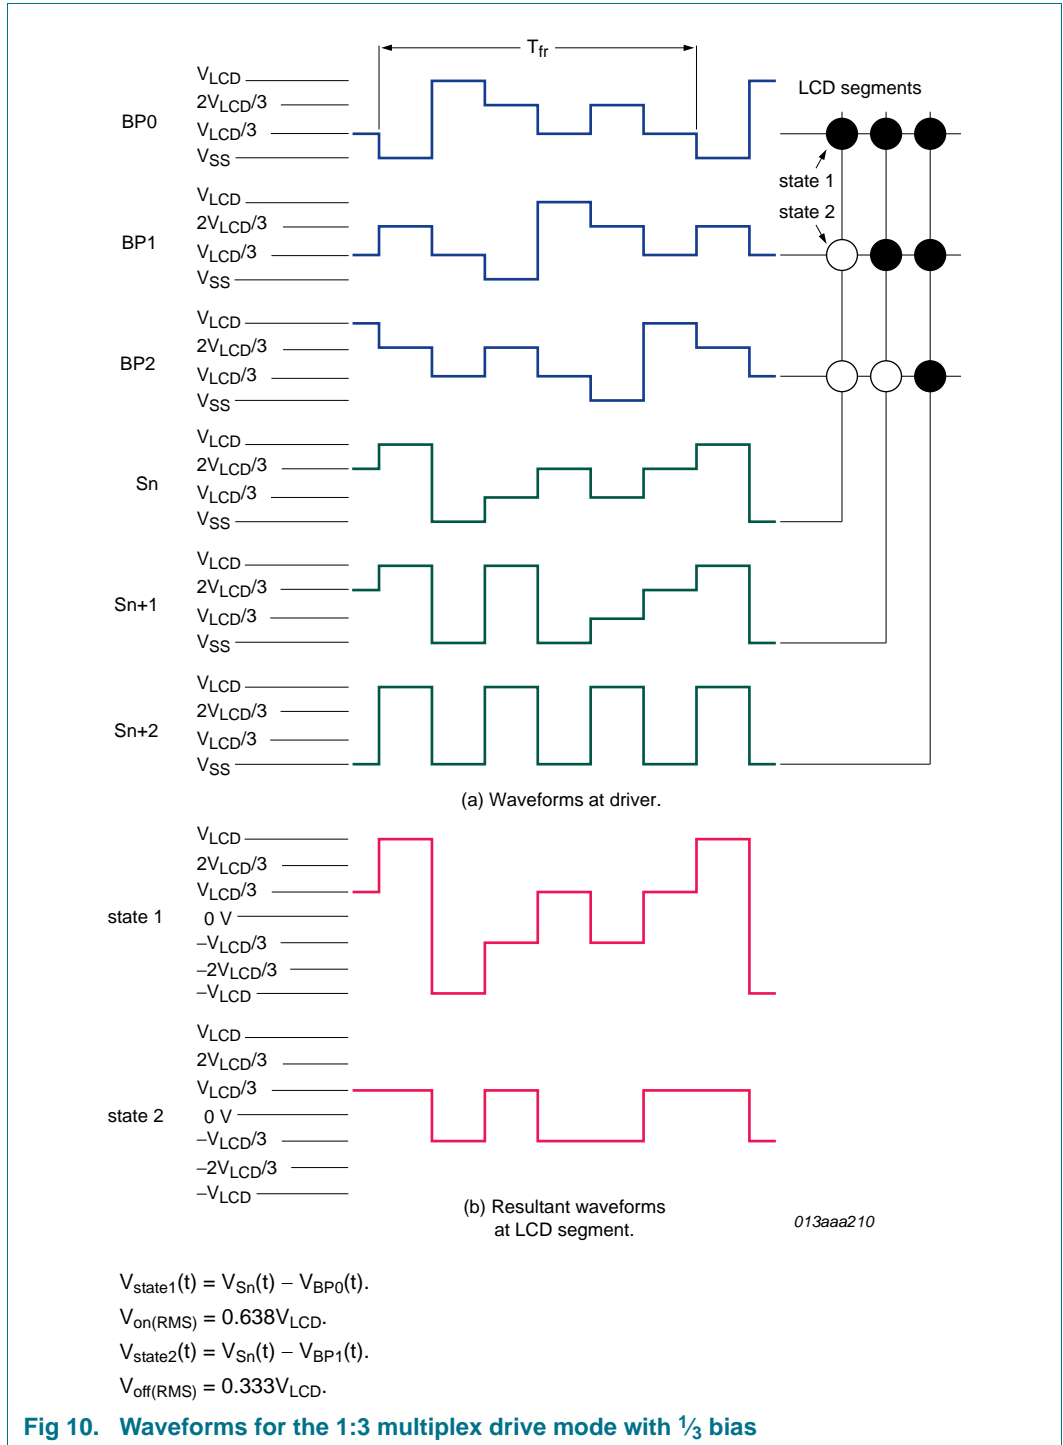 Tfr
BP0
VLCD
2VLCD/3
VLCD/3
VSS
LCD segments
state 1
state 2
BP1
VLCD
2VLCD/3
VLCD/3
VSS
BP2
VLCD
2VLCD/3
VLCD/3
VSS
Sn
VLCD
2VLCD/3
VLCD/3
VSS
Sn+1
VLCD
2VLCD/3
VLCD/3
VSS
Sn+2
VLCD
2VLCD/3
VLCD/3
VSS
(a) Waveforms at driver.
state 1
VLCD
2VLCD/3
VLCD/3
0 V
−VLCD/3
−2VLCD/3
−VLCD
state 2
VLCD
2VLCD/3
VLCD/3
0 V
−VLCD/3
−2VLCD/3
−VLCD
(b) Resultant waveforms
at LCD segment.
013aaa210
Vstate1(t) = VSn(t) − VBP0(t).
Von(RMS) = 0.638VLCD.
Vstate2(t) = VSn(t) − VBP1(t).
Voff(RMS) = 0.333VLCD.
Fig 10. Waveforms for the 1:3 multiplex drive mode with 1⁄3 bias